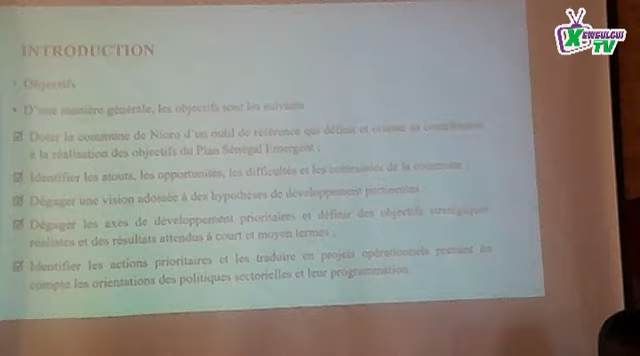 XEWEULGUI TV
INTRODUCTION
• Objectifs
• D'une manière générale, les objectifs sont les suivants
Doter la commune de Nioro d'un outil de référence qui définit et oriente sa contribution
à la réalisation des objectifs du Plan Sénégal Emergent ;
Identifier les atouts, les opportunités, les difficultés et les contraintes de la commune ;
Dégager une vision adossée à des hypothèses de développement pertinentes
Dégager les axes de développement prioritaires et définir des objectifs stratégiques
réalistes et des résultats attendus à court et moyen termes ;
Identifier les actions prioritaires et les traduire en projets opérationnels prenant en
compte les orientations des politiques sectorielles et leur programmation.